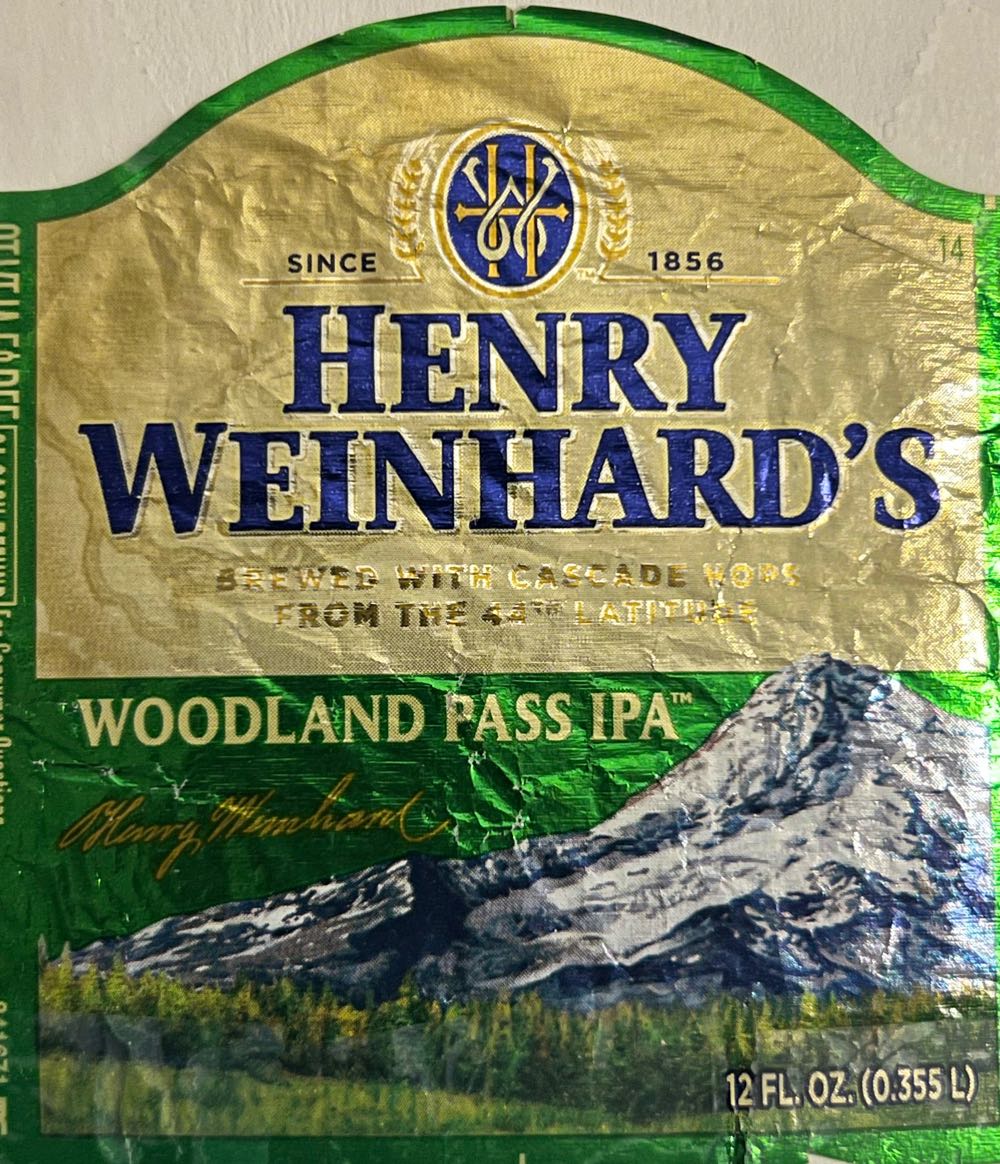 SINCE 1856
14
HENRY
WEINHARD'S
BREWED WITH CASCADE HOPS
FROM THE 44TH LATITUDE
WOODLAND PASS IPA™
Henry Weinhard
12 FL. OZ. (0.355 L)